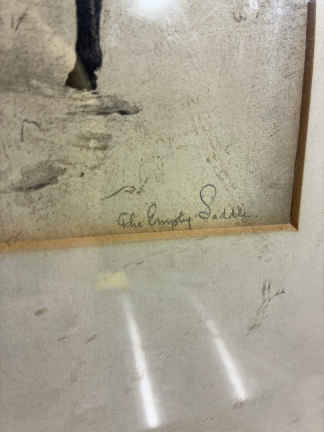 The Empty Saddle.